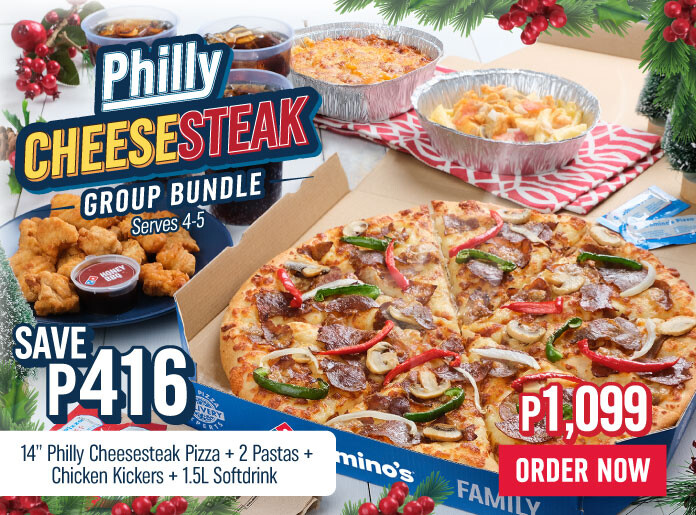 Philly
CHEESESTEAK
GROUP BUNDLE
Serves 4-5
HONEY
BBQ
SAVE
P416
14” Philly Cheesesteak Pizza + 2 Pastas +
Chicken Kickers + 1.5L Softdrink
PIZZA
mino's
FAMILY
P1,099
ORDER NOW